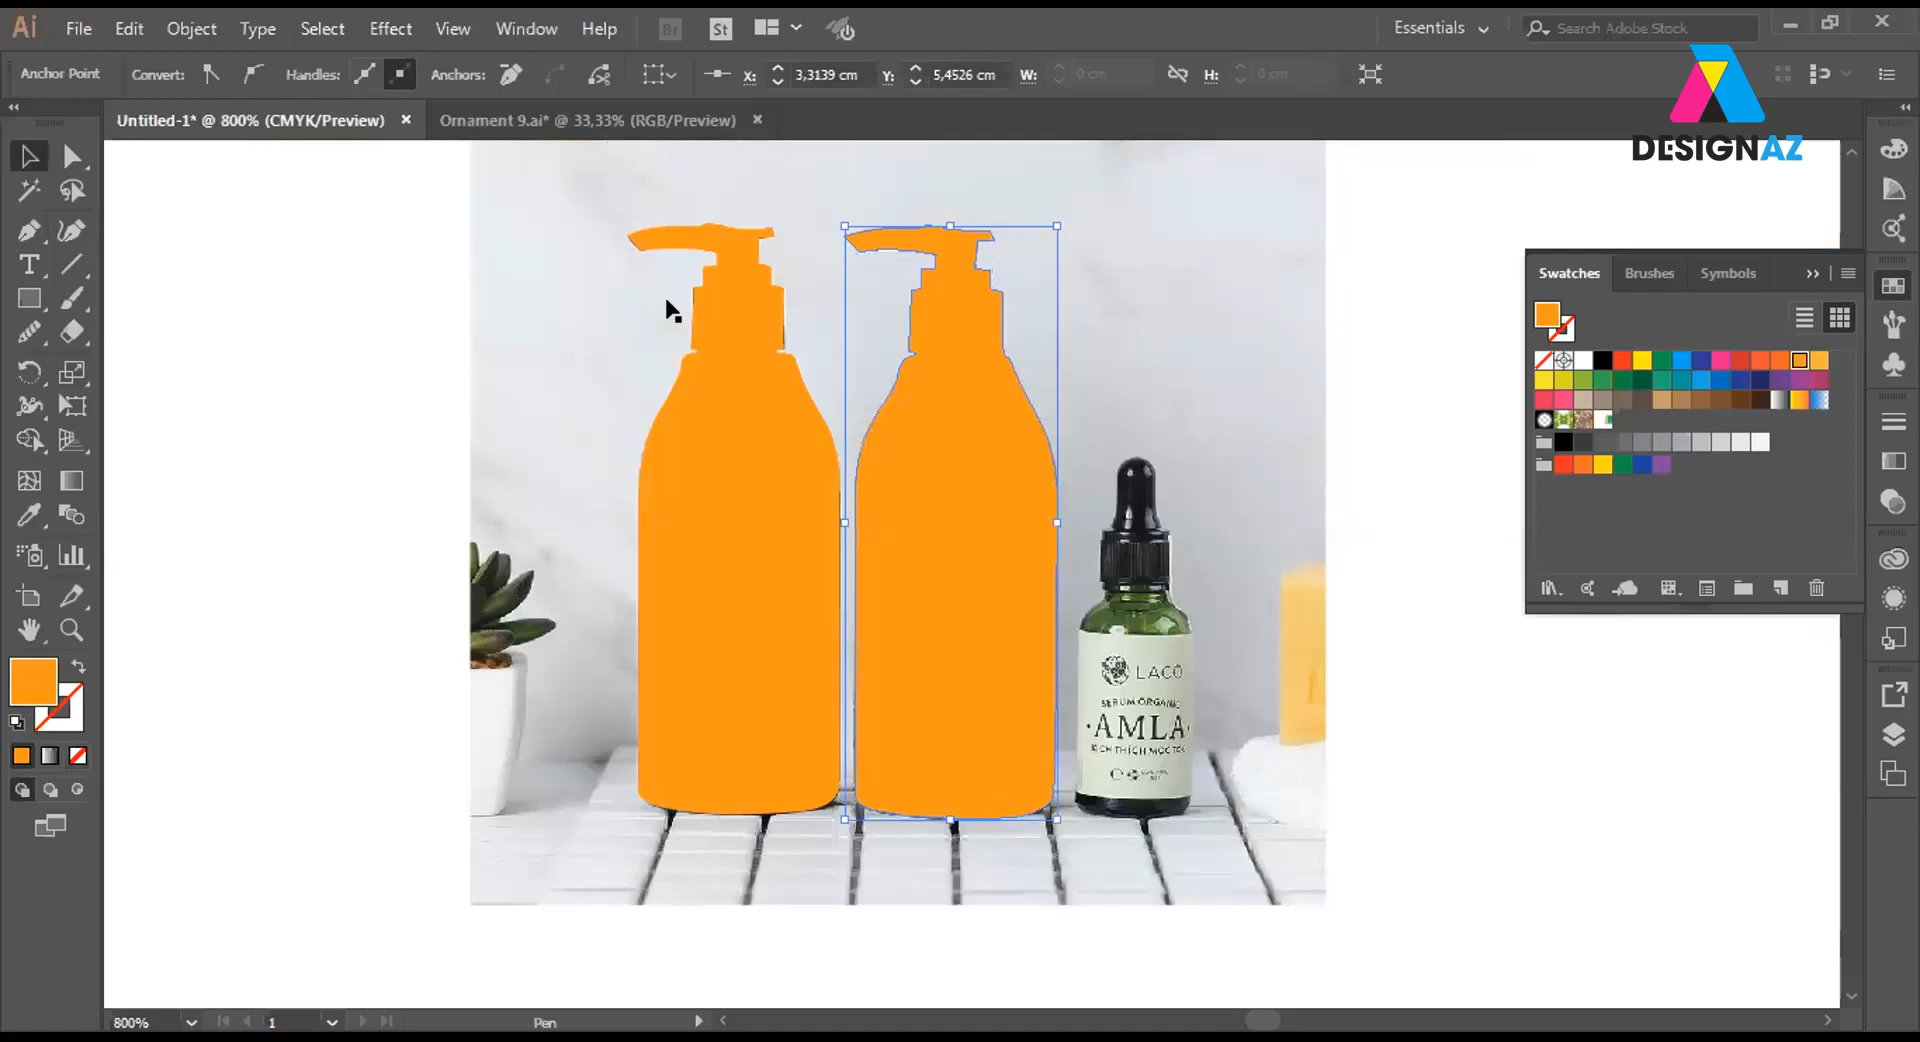 Ai File Edit Object Type Select Effect View Window Help Br St Essentials Search Adobe Stock
Anchor Point Convert: Handles: Anchors: X: 3,3139 cm Y: 5,4526 cm W: 0 cm H: 0 cm
Untitled-1* @ 800% (CMYK/Preview) × Ornament 9.ai* @ 33,33% (RGB/Preview) ×
DESIGNAZ
Swatches Brushes Symbols
LACO
SERUM ORGANIC
·AMLA·
800% 1 Pen